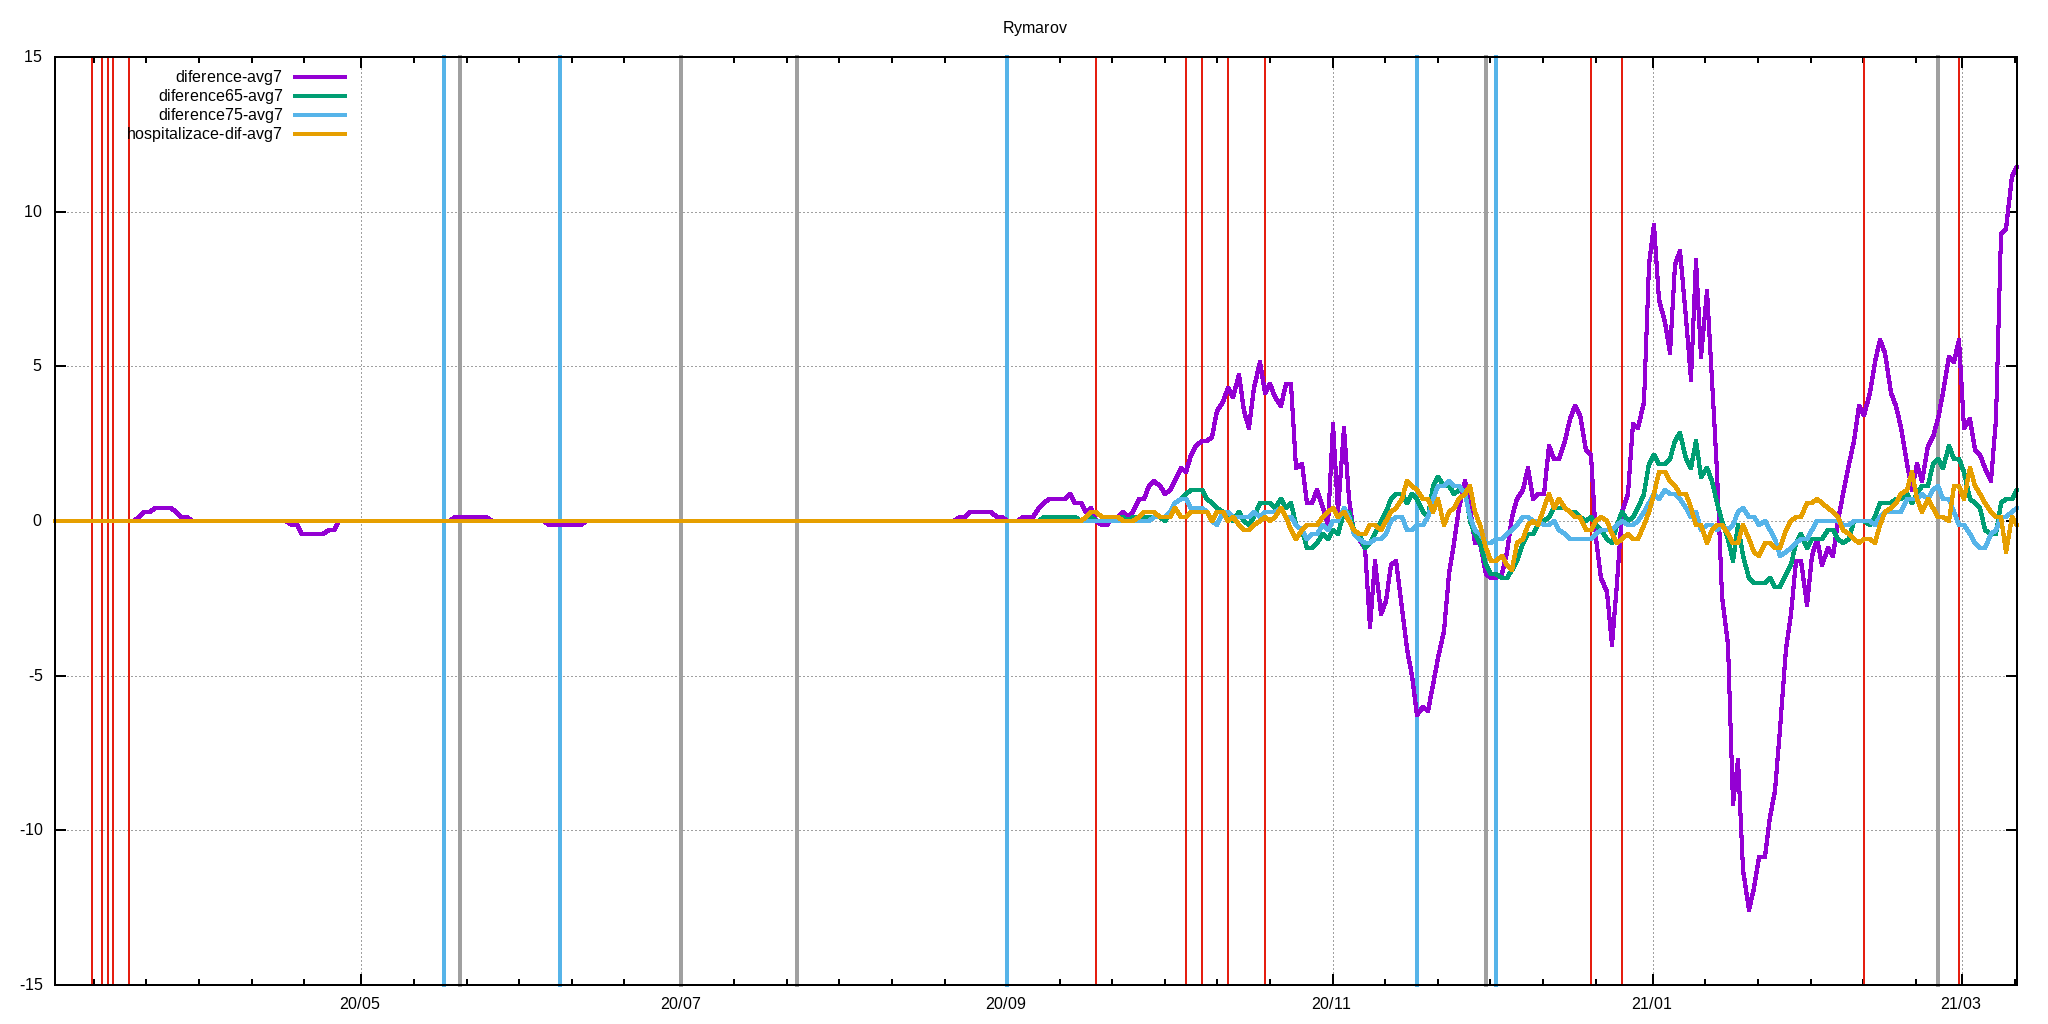 Rymarov
15
10
5
0
-5
-10
-15
diference-avg7
diference65-avg7
diference75-avg7
hospitalizace-dif-avg7
20/05
20/07
20/09
20/11
21/01
21/03